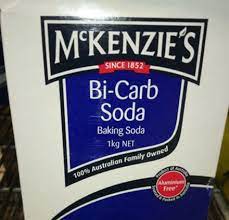 McKENZIE'S
SINCE 1852
Bi-Carb
Soda
Baking Soda
1kg NET
100% Australian Family Owned
Aluminium
Free*